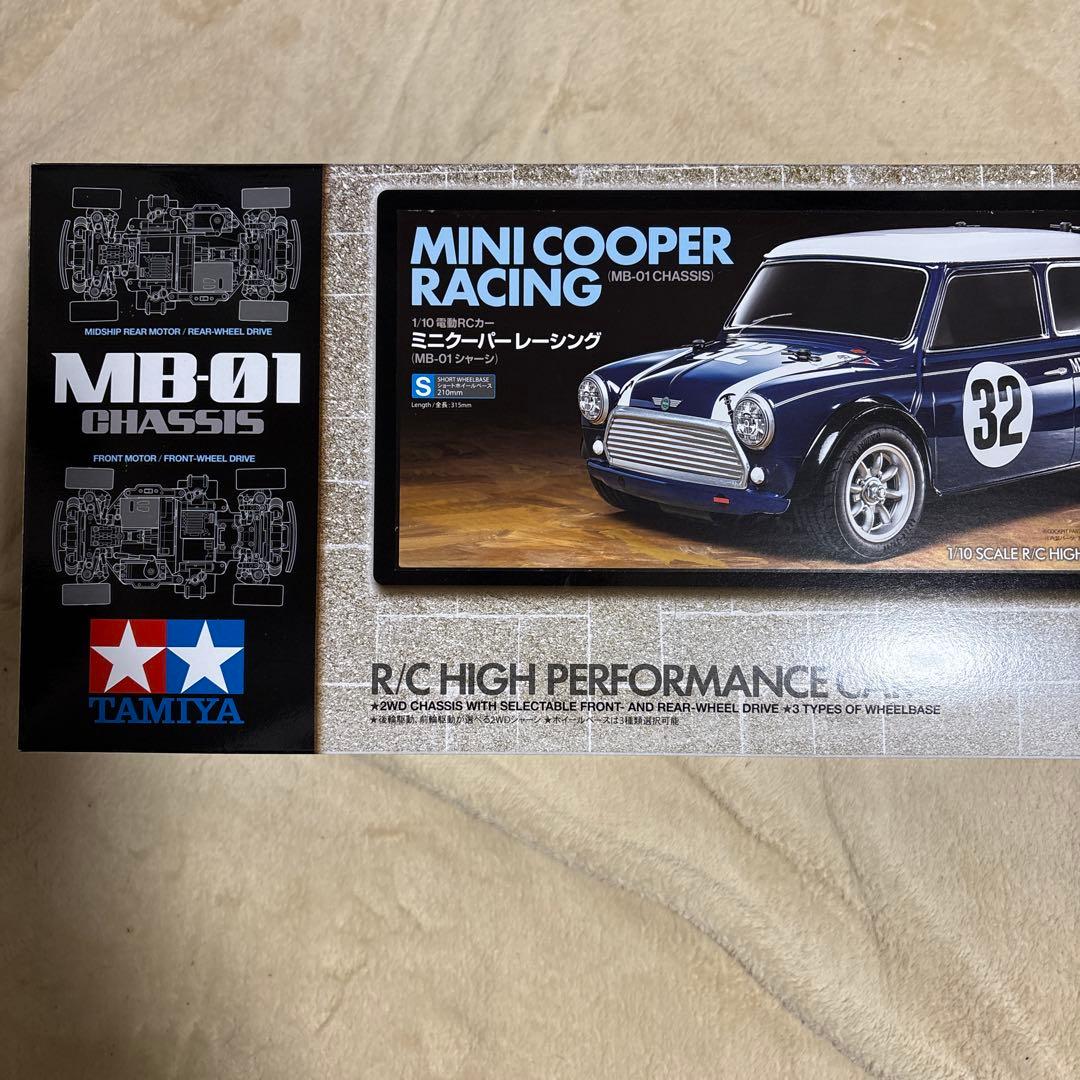 MIDSHIP REAR MOTOR / REAR-WHEEL DRIVE
MB-01
CHASSIS
FRONT MOTOR / FRONT-WHEEL DRIVE
TAMIYA
MINI COOPER
RACING (MB-01 CHASSIS)
1/10 電動RCカー
ミニクーパー レーシング
(MB-01 シャーシ)
S SHORT WHEELBASE
ショートホイールベース
210mm
Length / 全長 : 315mm
32
32
1/10 SCALE R/C HIGH
R/C HIGH PERFORMANCE CA
★2WD CHASSIS WITH SELECTABLE FRONT- AND REAR-WHEEL DRIVE ★3 TYPES OF WHEELBASE
★後輪駆動、前輪駆動が選べる2WDシャーシ ★ホイールベースは3種類選択可能